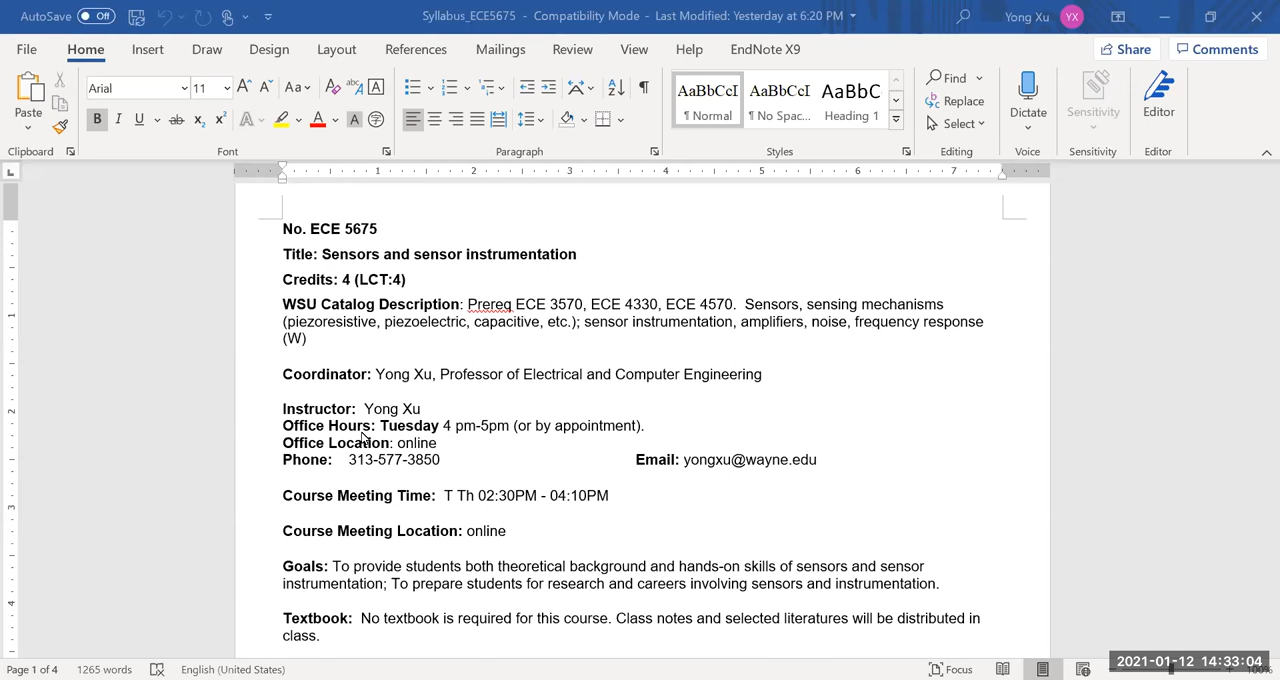 AutoSave Off Syllabus_ECE5675 - Compatibility Mode - Last Modified: Yesterday at 6:20 PM Yong Xu YX
File Home Insert Draw Design Layout References Mailings Review View Help EndNote X9 Share Comments
Paste Arial 11 AaBbCcI AaBbCcI AaBbC Find Replace Select Dictate Sensitivity Editor
¶ Normal ¶ No Spac... Heading 1
Clipboard Font Paragraph Styles Editing Voice Sensitivity Editor
1 2 3 4 5 6 7
No. ECE 5675
Title: Sensors and sensor instrumentation
Credits: 4 (LCT:4)
WSU Catalog Description: Prereq ECE 3570, ECE 4330, ECE 4570. Sensors, sensing mechanisms
(piezoresistive, piezoelectric, capacitive, etc.); sensor instrumentation, amplifiers, noise, frequency response
(W)
Coordinator: Yong Xu, Professor of Electrical and Computer Engineering
Instructor: Yong Xu
Office Hours: Tuesday 4 pm-5pm (or by appointment).
Office Location: online
Phone: 313-577-3850 Email: yongxu@wayne.edu
Course Meeting Time: T Th 02:30PM - 04:10PM
Course Meeting Location: online
Goals: To provide students both theoretical background and hands-on skills of sensors and sensor
instrumentation; To prepare students for research and careers involving sensors and instrumentation.
Textbook: No textbook is required for this course. Class notes and selected literatures will be distributed in
class.
Page 1 of 4 1265 words English (United States) Focus 100%
2021-01-12 14:33:04